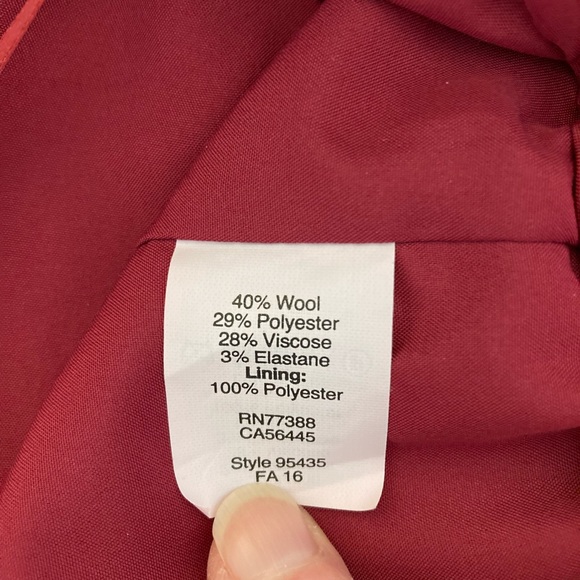 40% Wool
29% Polyester
28% Viscose
3% Elastane
Lining:
100% Polyester
RN77388
CA56445
Style 95435
FA 16